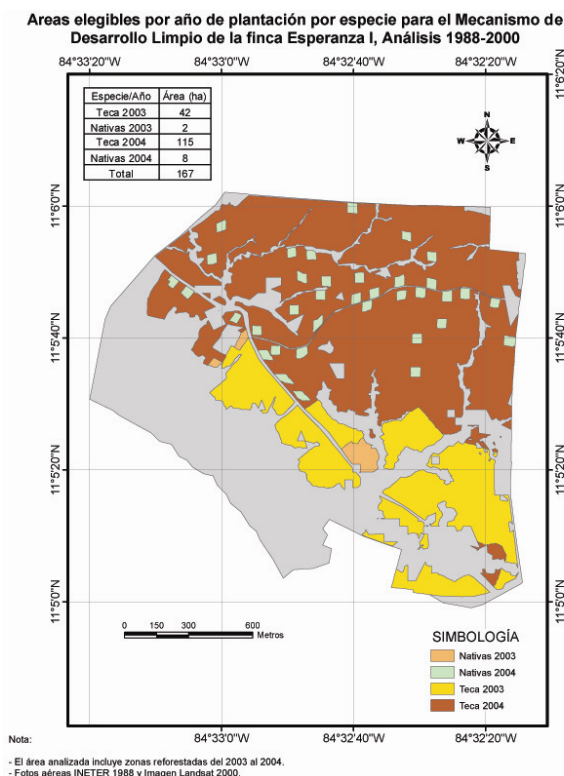 Areas elegibles por año de plantación por especie para el Mecanismo de
Desarrollo Limpio de la finca Esperanza I, Análisis 1988-2000
84°33'20"W 84°33'0"W 84°32'40"W 84°32'20"W
Especie/Año Área (ha)
Teca 2003 42
Nativas 2003 2
Teca 2004 115
Nativas 2004 8
Total 167
N
W E
S
11°6'20"N
11°6'0"N 11°6'0"N
11°5'40"N 11°5'40"N
11°5'20"N 11°5'20"N
11°5'0"N 11°5'0"N
0 150 300 600
Metros
SIMBOLOGÍA
Nativas 2003
Nativas 2004
Teca 2003
Teca 2004
84°33'0"W 84°32'40"W 84°32'20"W
Nota:
- El área analizada incluye zonas reforestadas del 2003 al 2004.
- Fotos aéreas INETER 1988 y Imagen Landsat 2000.